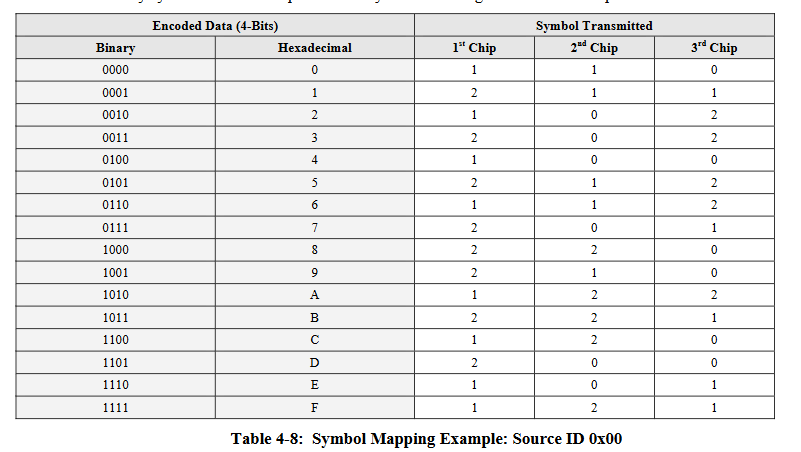 Encoded Data (4-Bits) Symbol Transmitted
Binary Hexadecimal 1st Chip 2nd Chip 3rd Chip
0000 0 1 1 0
0001 1 2 1 1
0010 2 1 0 2
0011 3 2 0 2
0100 4 1 0 0
0101 5 2 1 2
0110 6 1 1 2
0111 7 2 0 1
1000 8 2 2 0
1001 9 2 1 0
1010 A 1 2 2
1011 B 2 2 1
1100 C 1 2 0
1101 D 2 0 0
1110 E 1 0 1
1111 F 1 2 1
Table 4-8: Symbol Mapping Example: Source ID 0x00